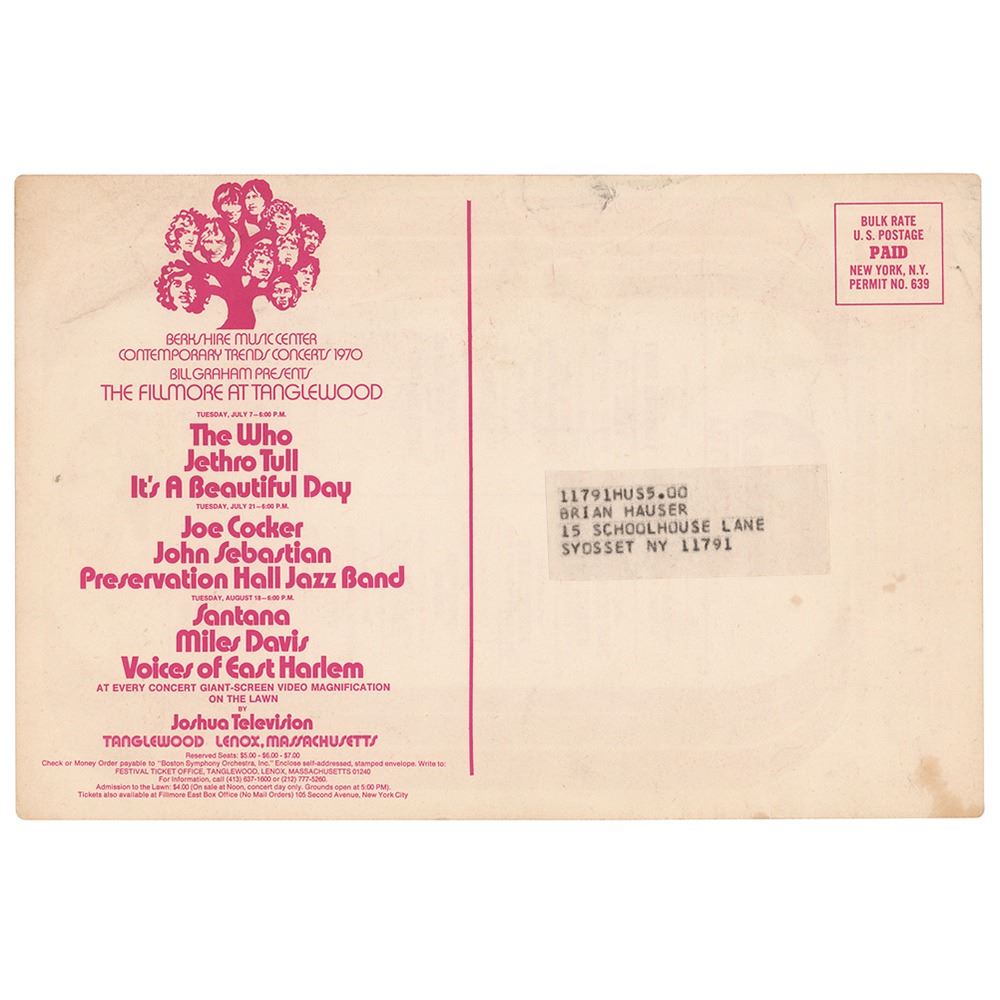 BERKSHIRE MUSIC CENTER
CONTEMPORARY TRENDS CONCERTS 1970
BILL GRAHAM PRESENTS
THE FILLMORE AT TANGLEWOOD
TUESDAY, JULY 7—6:00 P.M.
The Who
Jethro Tull
It's A Beautiful Day
TUESDAY, JULY 21—6:00 P.M.
Joe Cocker
John Sebastian
Preservation Hall Jazz Band
TUESDAY, AUGUST 18—6:00 P.M.
Santana
Miles Davis
Voices of East Harlem
AT EVERY CONCERT GIANT-SCREEN VIDEO MAGNIFICATION
ON THE LAWN
BY
Joshua Television
TANGLEWOOD LENOX, MASSACHUSETTS
Reserved Seats: $5.00 - $6.00 - $7.00
Check or Money Order payable to "Boston Symphony Orchestra, Inc." Enclose self-addressed, stamped envelope. Write to:
FESTIVAL TICKET OFFICE, TANGLEWOOD, LENOX, MASSACHUSETTS 01240
For Information, call (413) 637-1600 or (212) 777-5260.
Admission to the Lawn: $4.00 (On sale at Noon, concert day only. Grounds open at 5:00 PM).
Tickets also available at Fillmore East Box Office (No Mail Orders) 105 Second Avenue, New York City
BULK RATE
U. S. POSTAGE
PAID
NEW YORK, N.Y.
PERMIT NO. 639
11791HUS5.00
BRIAN HAUSER
15 SCHOOLHOUSE LANE
SYOSSET NY 11791